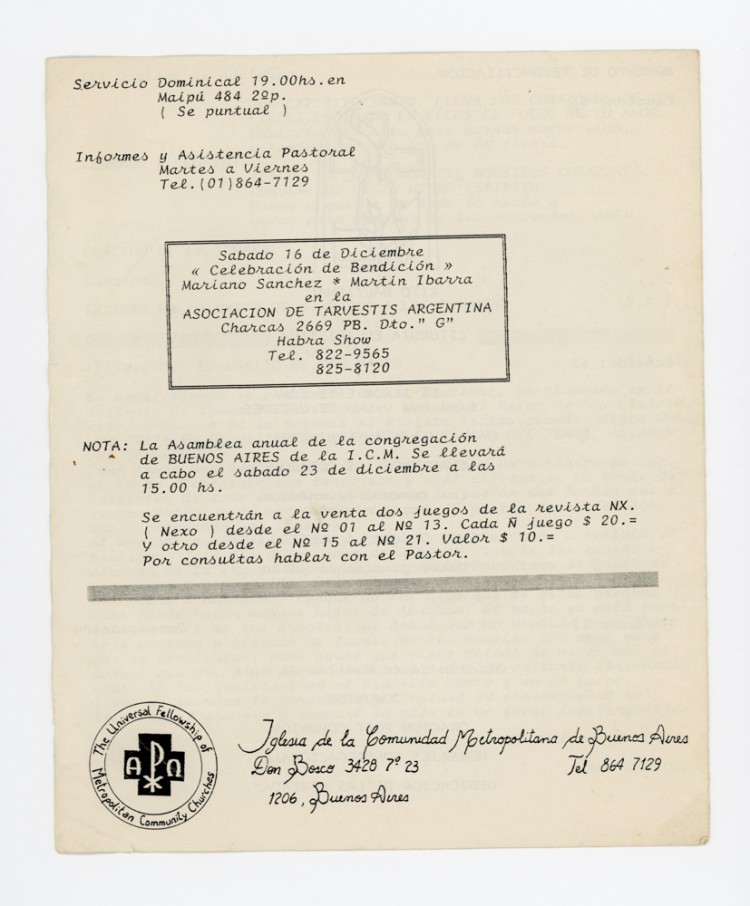 Servicio Dominical 19.00hs.en
Maipú 484 2ºp.
( Se puntual )
Informes y Asistencia Pastoral
Martes a Viernes
Tel.(01)864-7129
Sabado 16 de Diciembre
« Celebración de Bendición »
Mariano Sanchez * Martin Ibarra
en la
ASOCIACION DE TARVESTIS ARGENTINA
Charcas 2669 PB. Dto." G"
Habra Show
Tel. 822-9565
825-8120
NOTA: La Asamblea anual de la congregación
de BUENOS AIRES de la I.C.M. Se llevará
a cabo el sabado 23 de diciembre a las
15.00 hs.
Se encuentrán a la venta dos juegos de la revista NX.
( Nexo ) desde el Nº 01 al Nº 13. Cada Ñ juego $ 20.=
Y otro desde el Nº 15 al Nº 21. Valor $ 10.=
Por consultas hablar con el Pastor.
The Universal Fellowship of
Metropolitan Community Churches
Α Ω
Iglesia de la Comunidad Metropolitana de Buenos Aires
Don Bosco 3428 7º 23 Tel 864 7129
1206, Buenos Aires